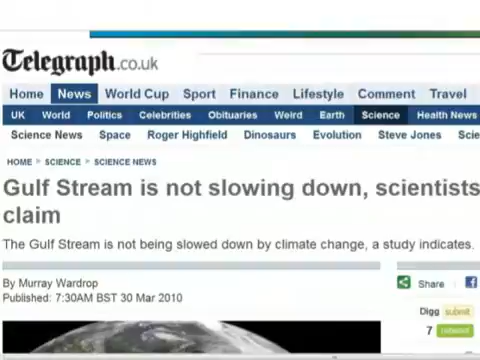 Telegraph.co.uk
Home News World Cup Sport Finance Lifestyle Comment Travel
UK World Politics Celebrities Obituaries Weird Earth Science Health News
Science News Space Roger Highfield Dinosaurs Evolution Steve Jones Scie
HOME > SCIENCE > SCIENCE NEWS
Gulf Stream is not slowing down, scientists
claim
The Gulf Stream is not being slowed down by climate change, a study indicates.
By Murray Wardrop
Published: 7:30AM BST 30 Mar 2010
Share
Digg submit
7 retweet